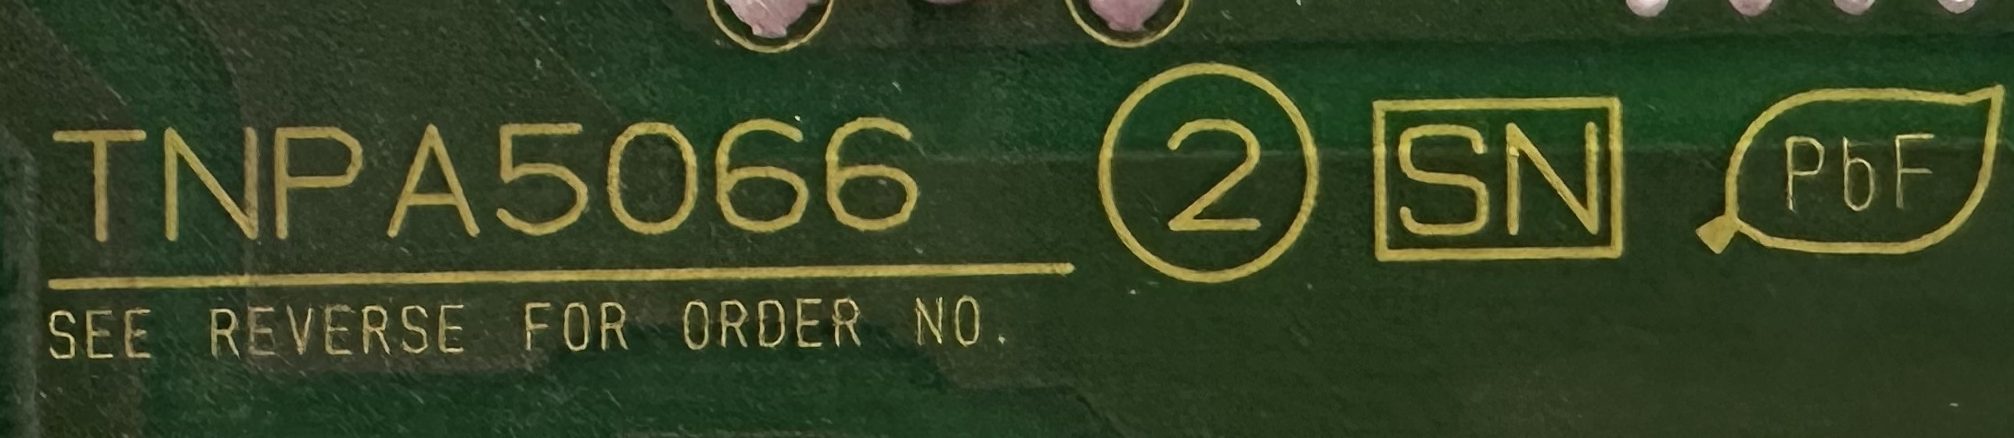 TNPA5066 2 SN PbF
SEE REVERSE FOR ORDER NO.